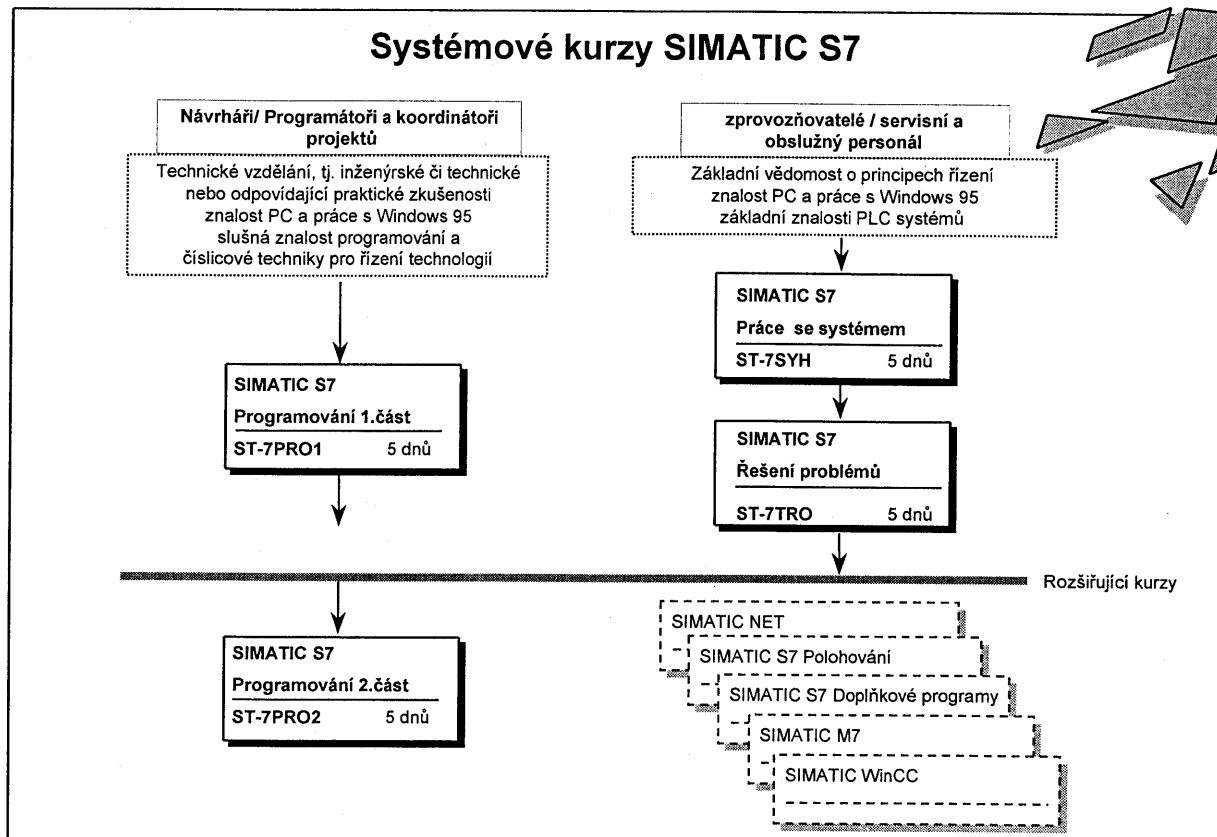 Systémové kurzy SIMATIC S7
Návrháři/ Programátoři a koordinátoři
projektů
Technické vzdělání, tj. inženýrské či technické
nebo odpovídající praktické zkušenosti
znalost PC a práce s Windows 95
slušná znalost programování a
číslicové techniky pro řízení technologií
SIMATIC S7
Programování 1.část
ST-7PRO1 5 dnů
zprovozňovatelé / servisní a
obslužný personál
Základní vědomost o principech řízení
znalost PC a práce s Windows 95
základní znalosti PLC systémů
SIMATIC S7
Práce se systémem
ST-7SYH 5 dnů
SIMATIC S7
Řešení problémů
ST-7TRO 5 dnů
Rozšiřující kurzy
SIMATIC S7
Programování 2.část
ST-7PRO2 5 dnů
SIMATIC NET
SIMATIC S7 Polohování
SIMATIC S7 Doplňkové programy
SIMATIC M7
SIMATIC WinCC